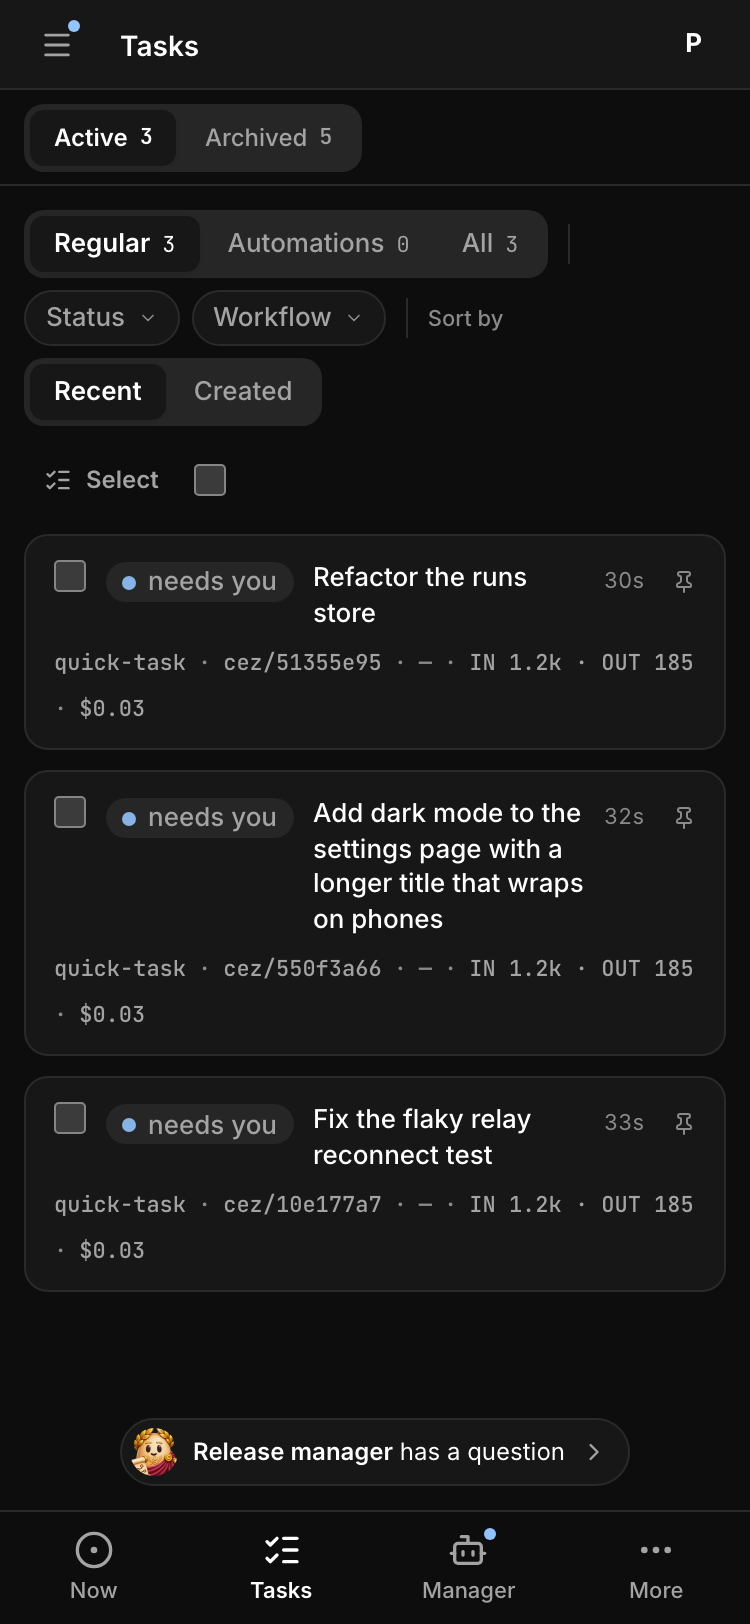 Tasks
P
Active 3 Archived 5
Regular 3 Automations 0 All 3
Status Workflow Sort by
Recent Created
Select
needs you Refactor the runs 30s
store
quick-task · cez/51355e95 · — · IN 1.2k · OUT 185
· $0.03
needs you Add dark mode to the 32s
settings page with a
longer title that wraps
on phones
quick-task · cez/550f3a66 · — · IN 1.2k · OUT 185
· $0.03
needs you Fix the flaky relay 33s
reconnect test
quick-task · cez/10e177a7 · — · IN 1.2k · OUT 185
· $0.03
Release manager has a question
Now Tasks Manager More